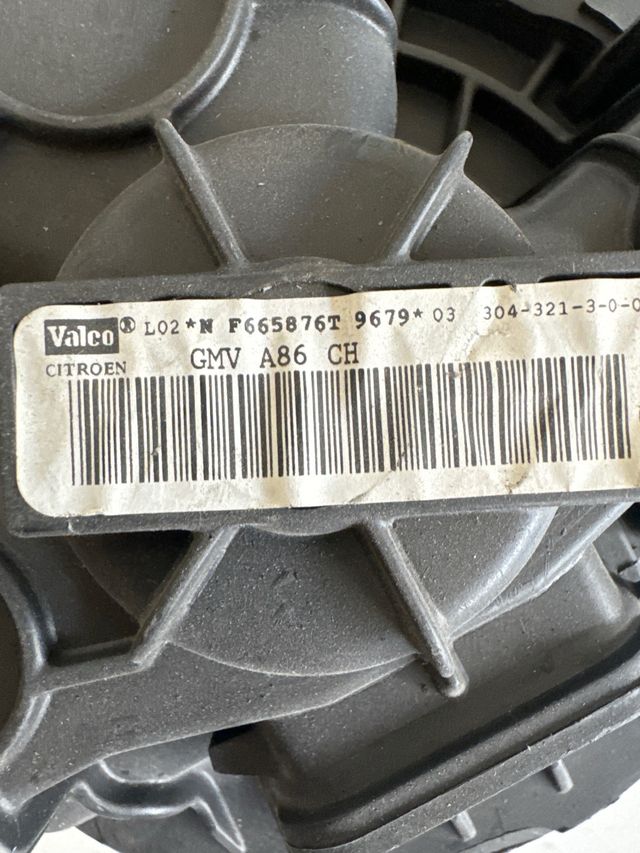 Valeo® L02*N F665876T 9679* 03 304-321-3-0-0
CITROEN GMV A86 CH